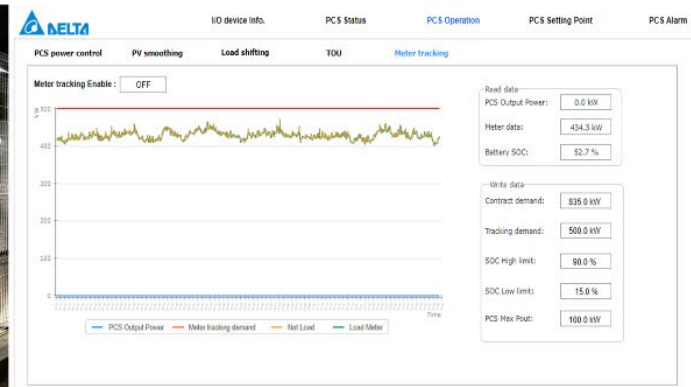 DELTA
I/O device Info. PCS Status PCS Operation PCS Setting Point PCS Alarm
PCS power control PV smoothing Load shifting TOU Meter tracking
Meter tracking Enable : OFF
kW
500
400
300
200
100
0
Time
PCS Output Power Meter tracking demand Net Load Load Meter
Read data
PCS Output Power: 0.0 kW
Meter data: 434.3 kW
Battery SOC: 52.7 %
Write data
Contract demand: 835.0 kW
Tracking demand: 500.0 kW
SOC High limit: 90.0 %
SOC Low limit: 15.0 %
PCS Max Pout: 100.0 kW